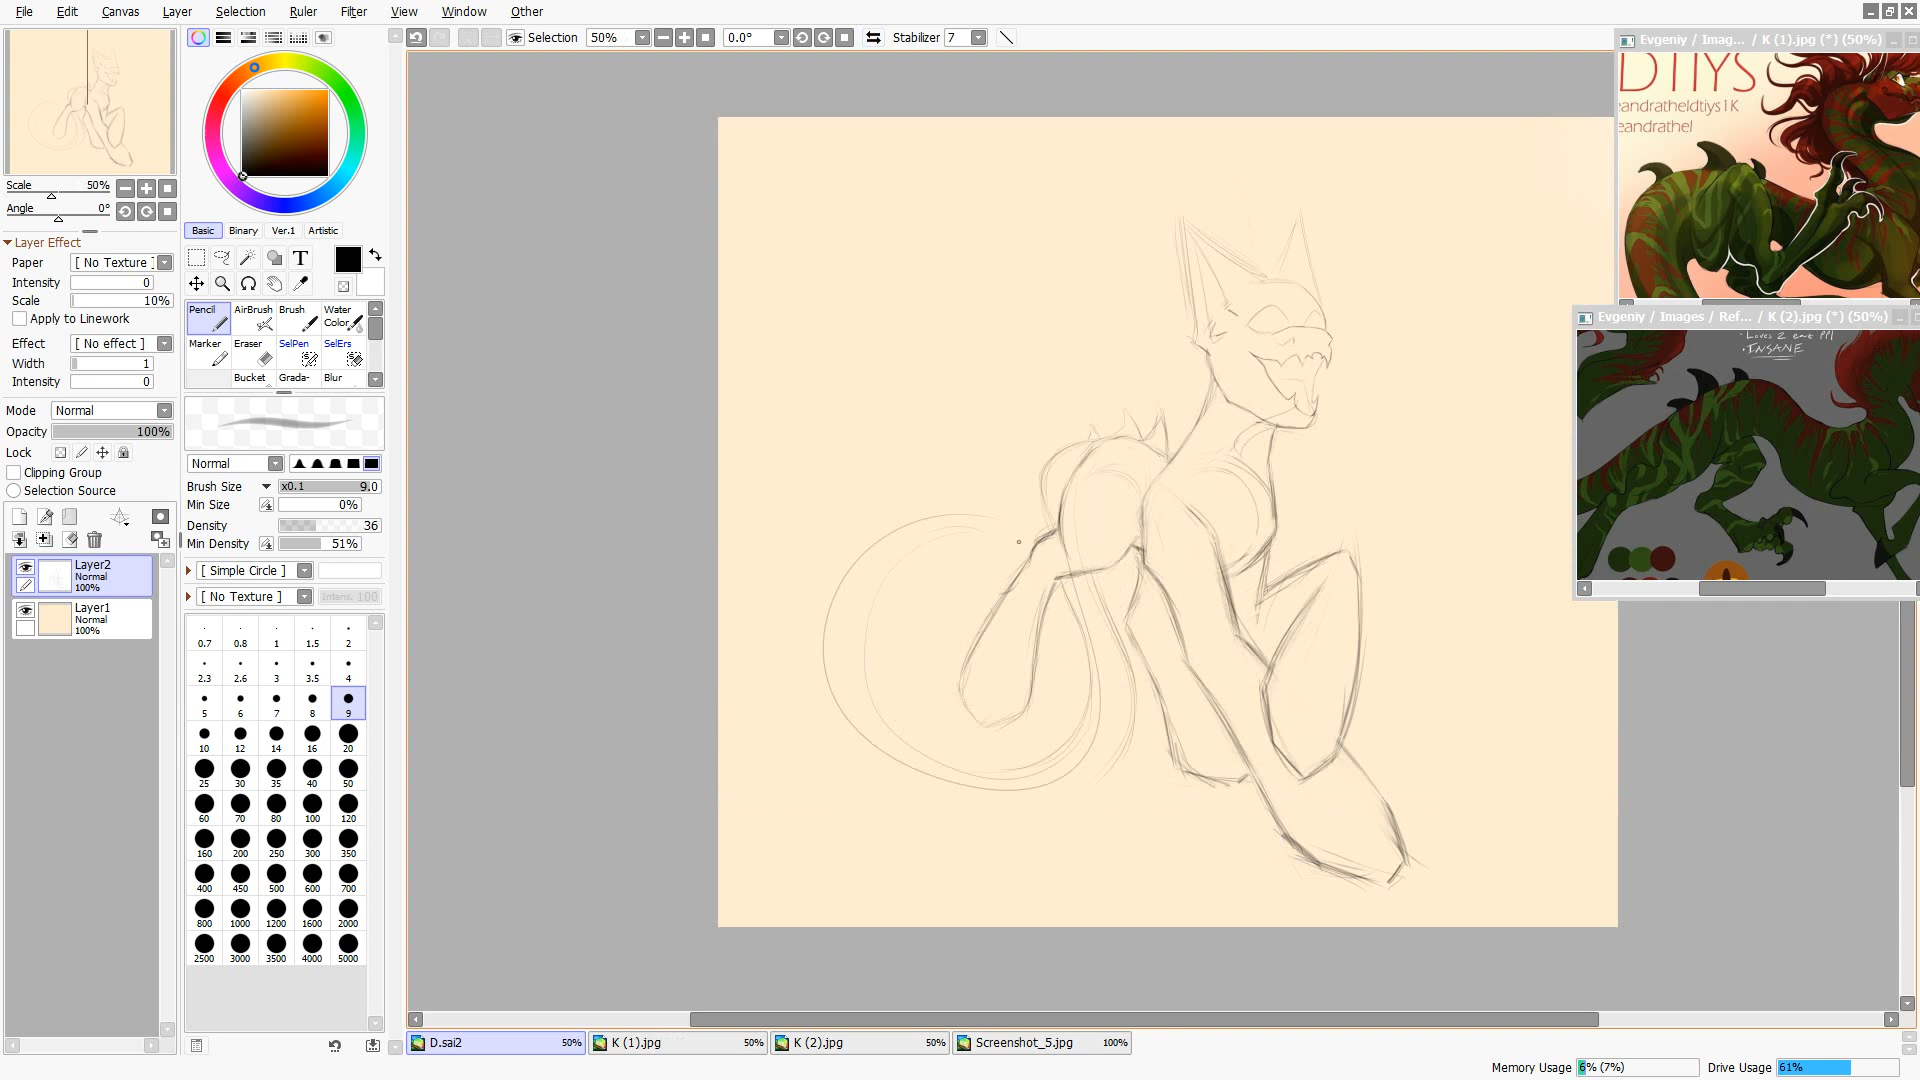 File Edit Canvas Layer Selection Ruler Filter View Window Other
Selection 50% 0.0° Stabilizer 7
Evgeniy / Imag... / K (1).jpg (*) (50%)
DTIYS
eandratheldtiys1K
eandrathel
Evgeniy / Images / Ref... / K (2).jpg (*) (50%)
• Loves 2 eat ppl
• INSANE
Scale 50%
Angle 0°
Layer Effect
Paper [ No Texture ]
Intensity 0
Scale 10%
Apply to Linework
Effect [ No effect ]
Width 1
Intensity 0
Mode Normal
Opacity 100%
Lock
Clipping Group
Selection Source
Layer2
Normal
100%
Layer1
Normal
100%
Basic Binary Ver.1 Artistic
T
Pencil AirBrush Brush Water Color
Marker Eraser SelPen SelErs
Bucket Grada- Blur
Normal
Brush Size x0.1 9.0
Min Size 0%
Density 36
Min Density 51%
[ Simple Circle ]
[ No Texture ] Intens. 100
0.7 0.8 1 1.5 2
2.3 2.6 3 3.5 4
5 6 7 8 9
10 12 14 16 20
25 30 35 40 50
60 70 80 100 120
160 200 250 300 350
400 450 500 600 700
800 1000 1200 1600 2000
2500 3000 3500 4000 5000
D.sai2 50% K (1).jpg 50% K (2).jpg 50% Screenshot_5.jpg 100%
Memory Usage 6% (7%) Drive Usage 61%